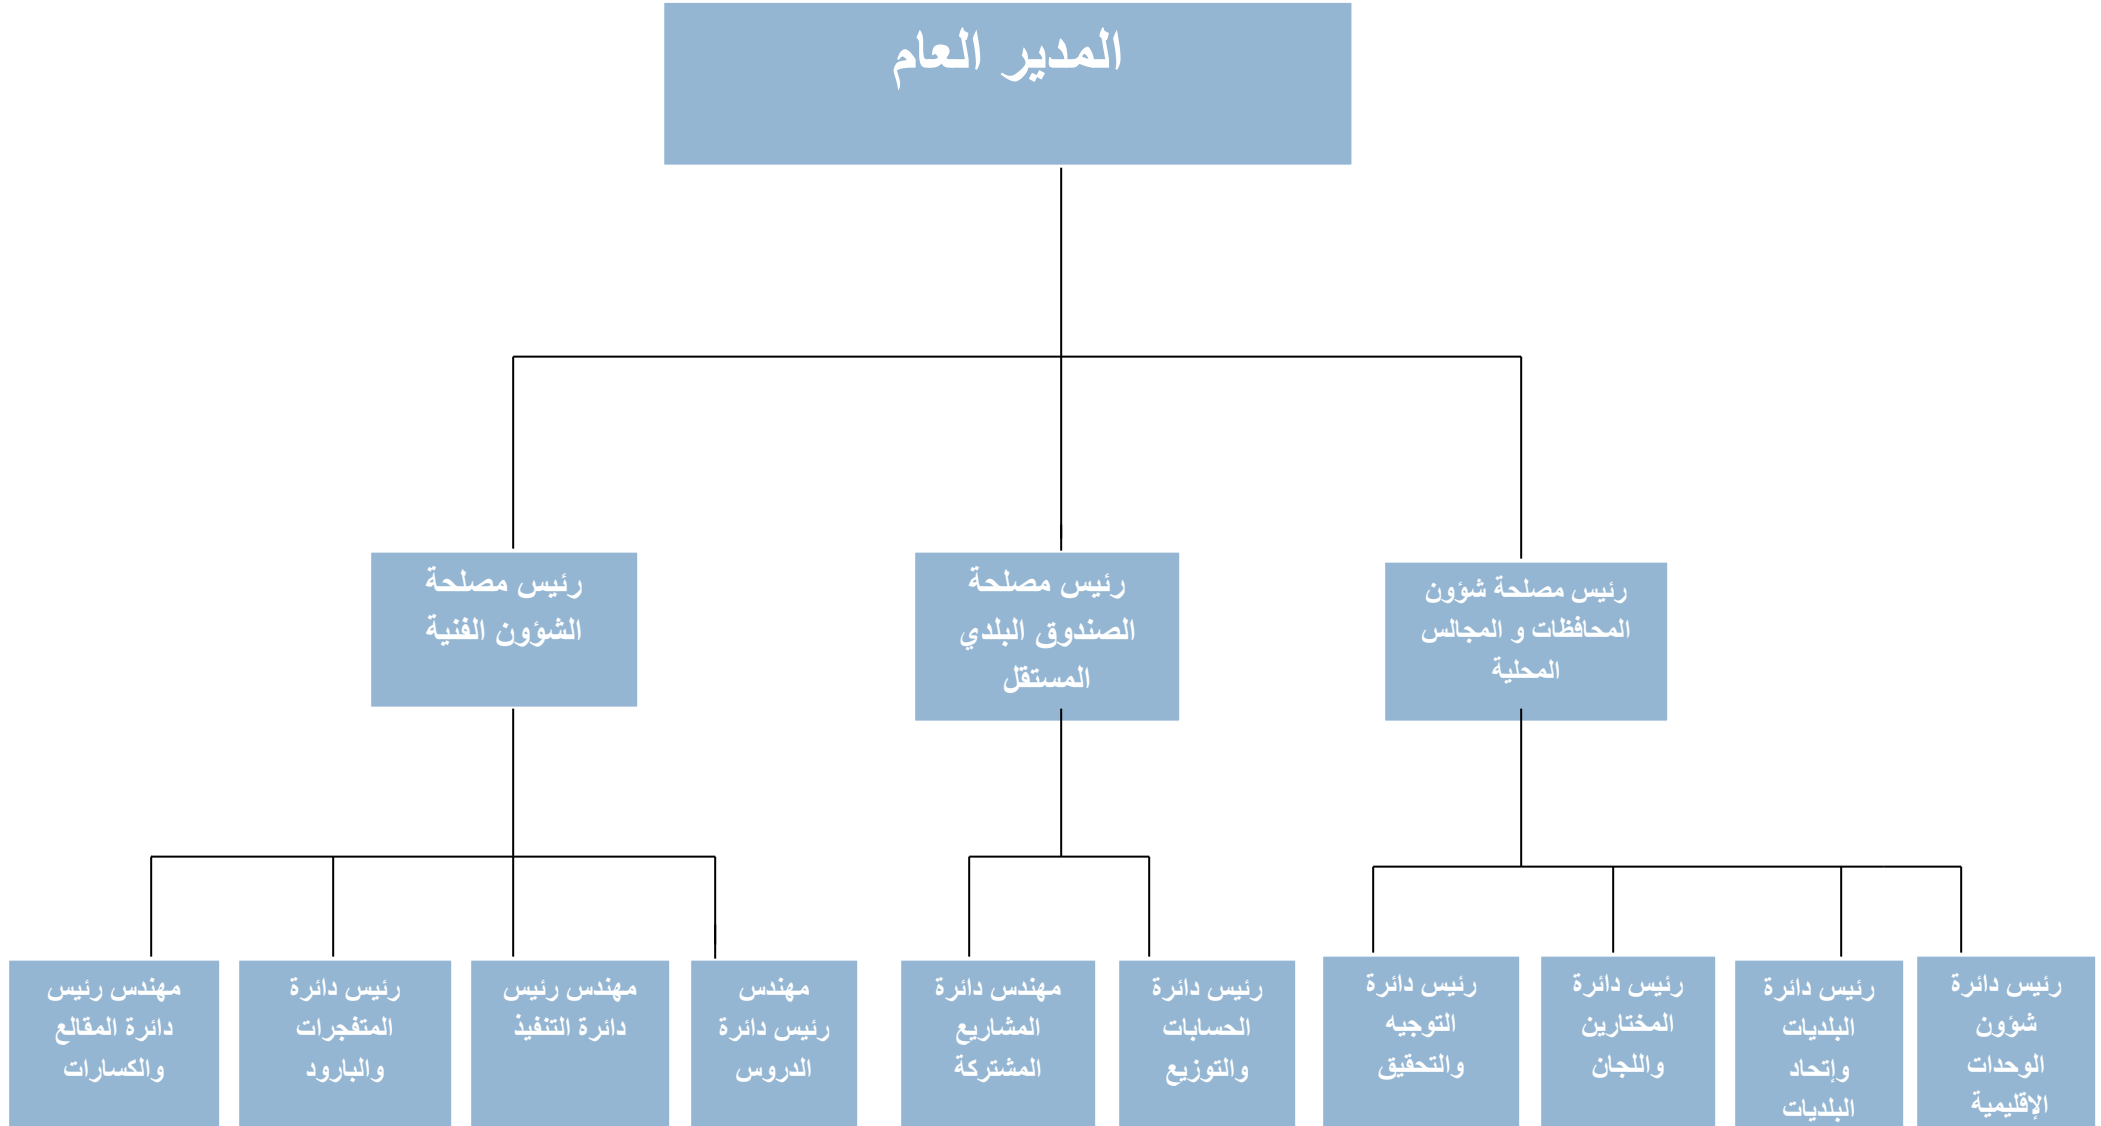 المدير العام
رئيس مصلحة شؤون
المحافظات و المجالس
المحلية
رئيس مصلحة
الصندوق البلدي
المستقل
رئيس مصلحة
الشؤون الفنية
رئيس دائرة
شؤون
الوحدات
الإقليمية
رئيس دائرة
البلديات
وإتحاد
البلديات
رئيس دائرة
المختارين
واللجان
رئيس دائرة
التوجيه
والتحقيق
رئيس دائرة
الحسابات
والتوزيع
مهندس دائرة
المشاريع
المشتركة
مهندس
رئيس دائرة
الدروس
مهندس رئيس
دائرة التنفيذ
رئيس دائرة
المتفجرات
والبارود
مهندس رئيس
دائرة المقالع
والكسارات